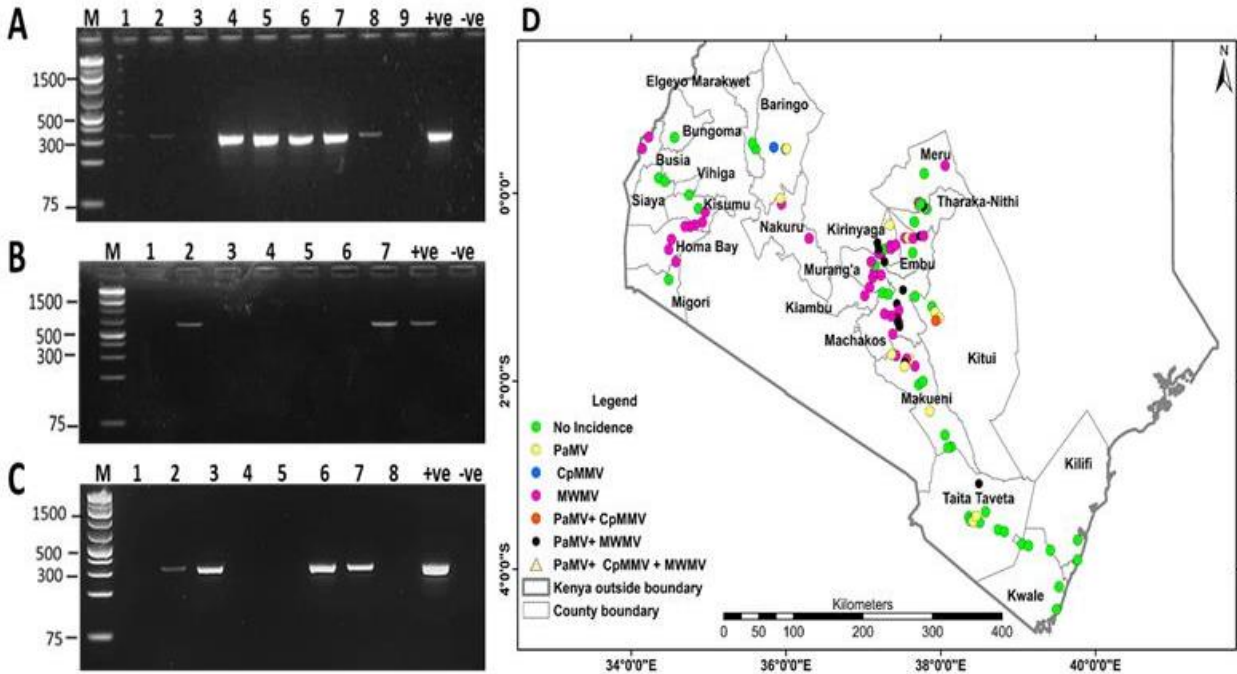 A
M 1 2 3 4 5 6 7 8 9 +ve -ve
1500
500
300
75
B
M 1 2 3 4 5 6 7 +ve -ve
1500
500
300
75
C
M 1 2 3 4 5 6 7 8 +ve -ve
1500
500
300
75
D
N
Elgeyo Marakwet
Baringo
Bungoma
Busia
Vihiga
Siaya
Kisumu
Nakuru
Homa Bay
Migori
Meru
Tharaka-Nithi
Kirinyaga
Embu
Murang'a
Kiambu
Machakos
Kitui
Makueni
Kilifi
Taita Taveta
Kwale
Legend
No Incidence
PaMV
CpMMV
MWMV
PaMV+ CpMMV
PaMV+ MWMV
PaMV+ CpMMV + MWMV
Kenya outside boundary
County boundary
Kilometers
0 25 50 100 200 300 400
0°0'0"
2°0'0"S
4°0'0"S
34°0'0"E 36°0'0"E 38°0'0"E 40°0'0"E